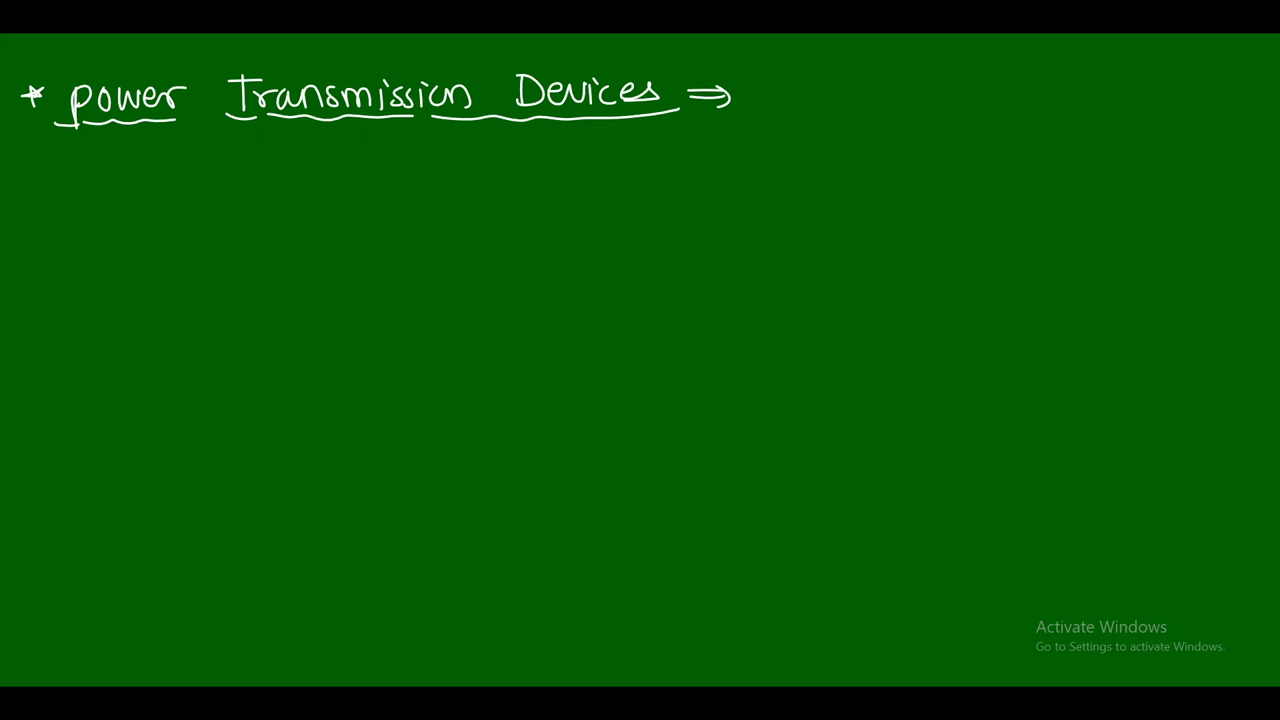 * power Transmission Devices ⇒
Activate Windows
Go to Settings to activate Windows.